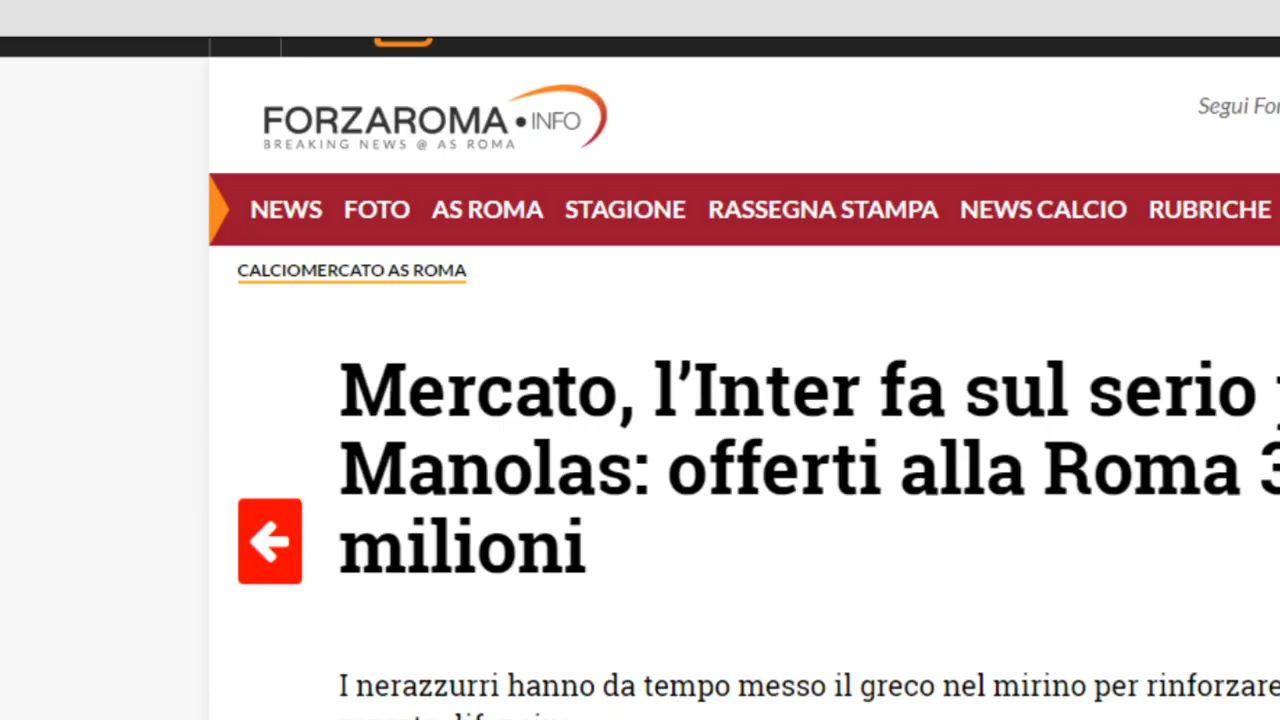 FORZAROMA • INFO
BREAKING NEWS @ AS ROMA
Segui
NEWS FOTO AS ROMA STAGIONE RASSEGNA STAMPA NEWS CALCIO RUBRICHE
CALCIOMERCATO AS ROMA
Mercato, l’Inter fa sul serio
Manolas: offerti alla Roma
milioni
I nerazzurri hanno da tempo messo il greco nel mirino per rinforzare